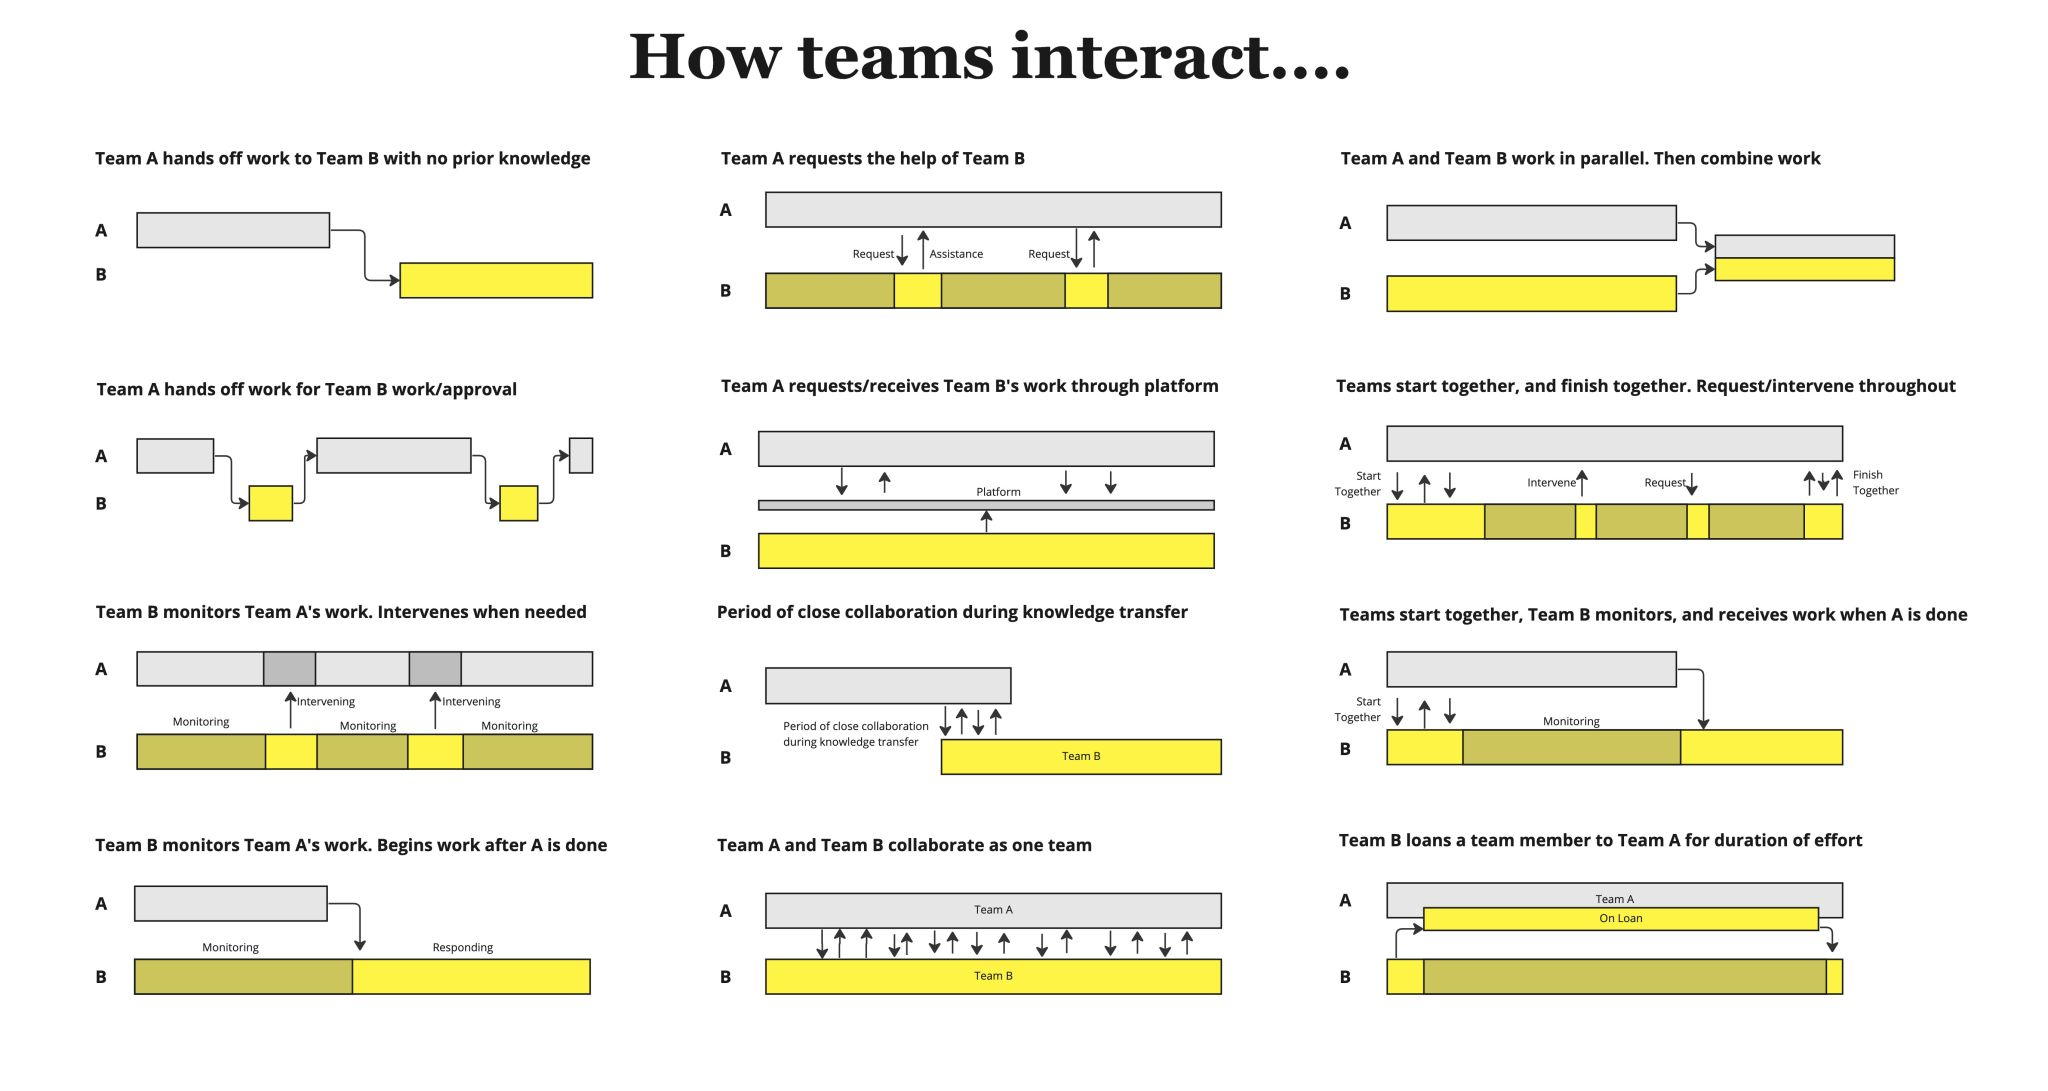 How teams interact....
Team A hands off work to Team B with no prior knowledge
A
B
Team A requests the help of Team B
A
Request
Assistance
Request
B
Team A and Team B work in parallel. Then combine work
A
B
Team A hands off work for Team B work/approval
A
B
Team A requests/receives Team B's work through platform
A
Platform
B
Teams start together, and finish together. Request/intervene throughout
A
Start
Together
Intervene
Request
Finish
Together
B
Team B monitors Team A's work. Intervenes when needed
A
Intervening
Intervening
Monitoring
Monitoring
Monitoring
B
Period of close collaboration during knowledge transfer
A
Period of close collaboration
during knowledge transfer
B
Team B
Teams start together, Team B monitors, and receives work when A is done
A
Start
Together
Monitoring
B
Team B monitors Team A's work. Begins work after A is done
A
Monitoring
Responding
B
Team A and Team B collaborate as one team
A
Team A
B
Team B
Team B loans a team member to Team A for duration of effort
A
Team A
On Loan
B